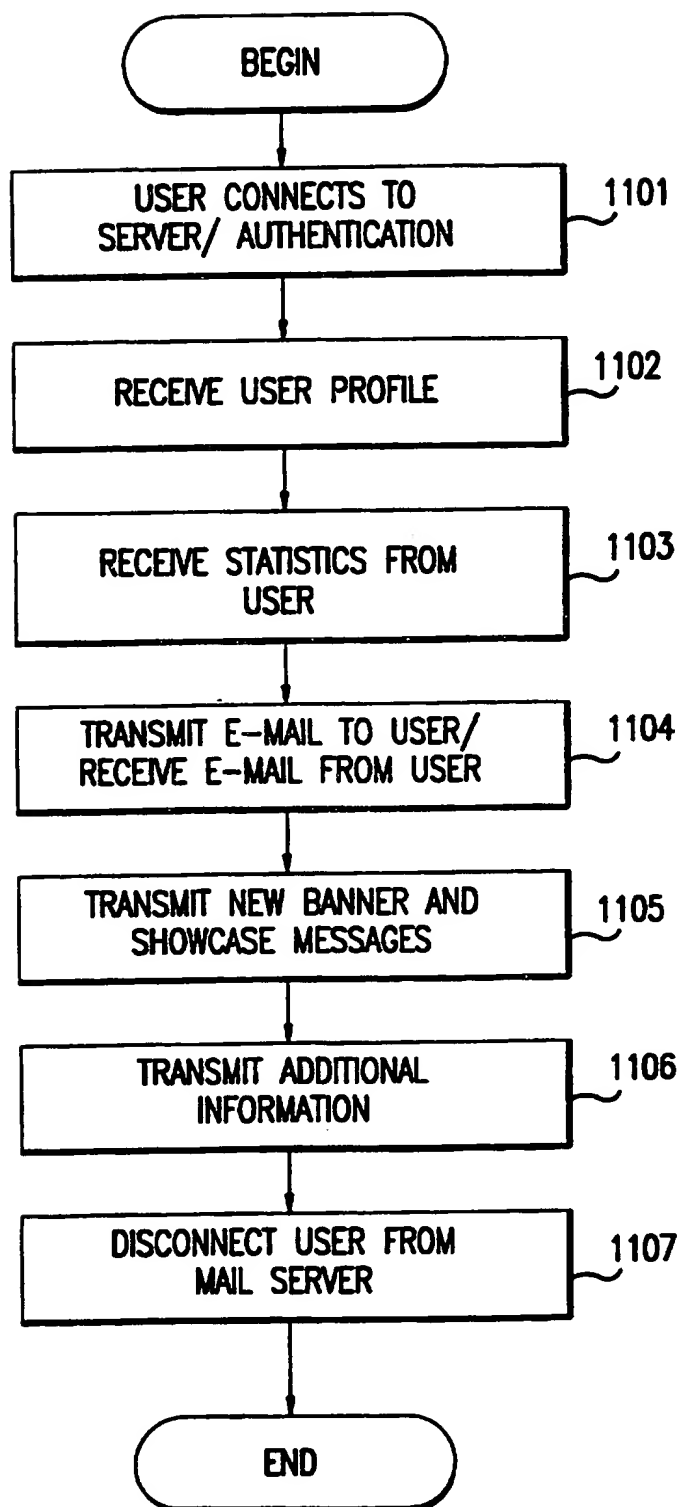 BEGIN
USER CONNECTS TO
SERVER/ AUTHENTICATION
1101
RECEIVE USER PROFILE
1102
RECEIVE STATISTICS FROM
USER
1103
TRANSMIT E-MAIL TO USER/
RECEIVE E-MAIL FROM USER
1104
TRANSMIT NEW BANNER AND
SHOWCASE MESSAGES
1105
TRANSMIT ADDITIONAL
INFORMATION
1106
DISCONNECT USER FROM
MAIL SERVER
1107
END